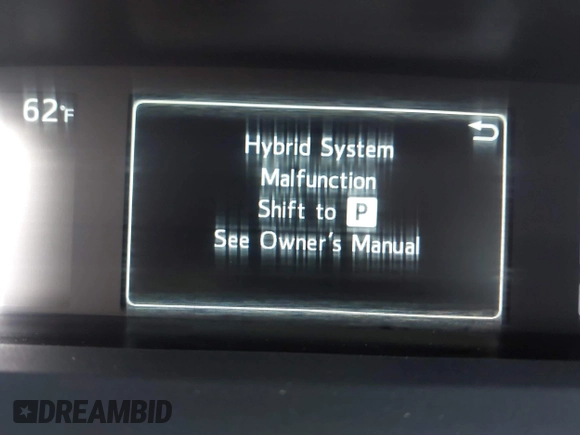 62°F
Hybrid System
Malfunction
Shift to P
See Owner's Manual
DREAMBID